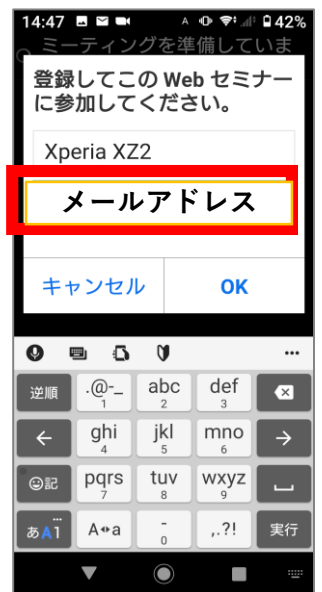 14:47 A 42%
ミーティングを準備していま
登録してこの Web セミナー
に参加してください。
Xperia XZ2
メールアドレス
キャンセル OK
逆順 .@-_ 1 abc 2 def 3
← ghi 4 jkl 5 mno 6 →
記 pqrs 7 tuv 8 wxyz 9
あA1 A⇔a - 0 ,.?! 実行